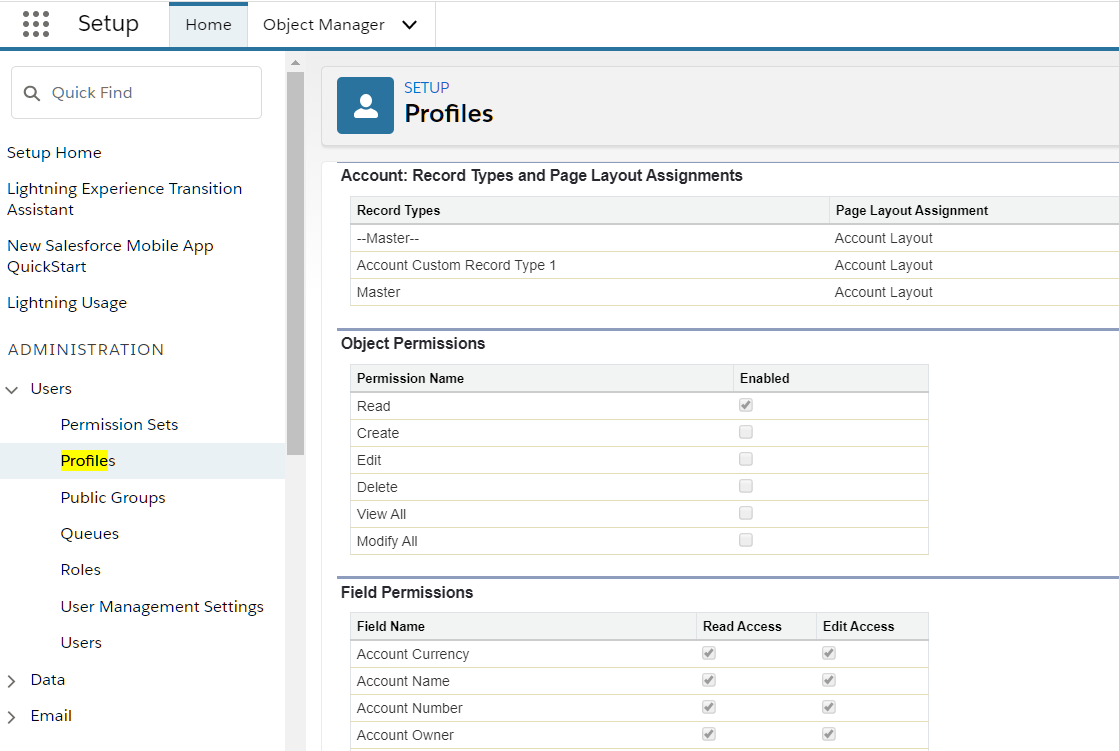 Setup
Home
Object Manager
Quick Find
Setup Home
Lightning Experience Transition
Assistant
New Salesforce Mobile App
QuickStart
Lightning Usage
ADMINISTRATION
Users
Permission Sets
Profiles
Public Groups
Queues
Roles
User Management Settings
Users
Data
Email
SETUP
Profiles
Account: Record Types and Page Layout Assignments
Record Types Page Layout Assignment
--Master-- Account Layout
Account Custom Record Type 1 Account Layout
Master Account Layout
Object Permissions
Permission Name Enabled
Read
Create
Edit
Delete
View All
Modify All
Field Permissions
Field Name Read Access Edit Access
Account Currency
Account Name
Account Number
Account Owner